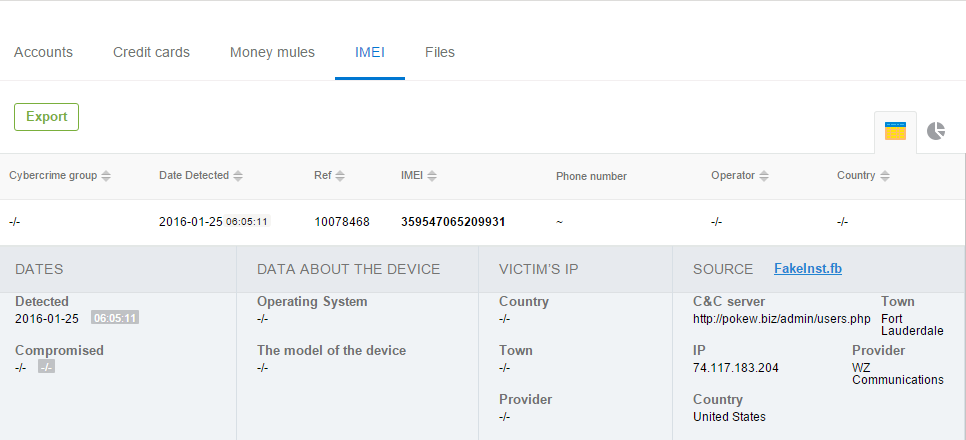 Accounts Credit cards Money mules IMEI Files
Export
Cybercrime group Date Detected Ref IMEI Phone number Operator Country
-/- 2016-01-25 06:05:11 10078468 359547065209931 ~ -/- -/-
DATES DATA ABOUT THE DEVICE VICTIM'S IP SOURCE FakeInst.fb
Detected Operating System Country C&C server Town
2016-01-25 06:05:11 -/- -/- http://pokew.biz/admin/users.php Fort
Lauderdale
Compromised The model of the device Town IP Provider
-/- -/- -/- -/- 74.117.183.204 WZ
Communications
Provider Country
-/- United States